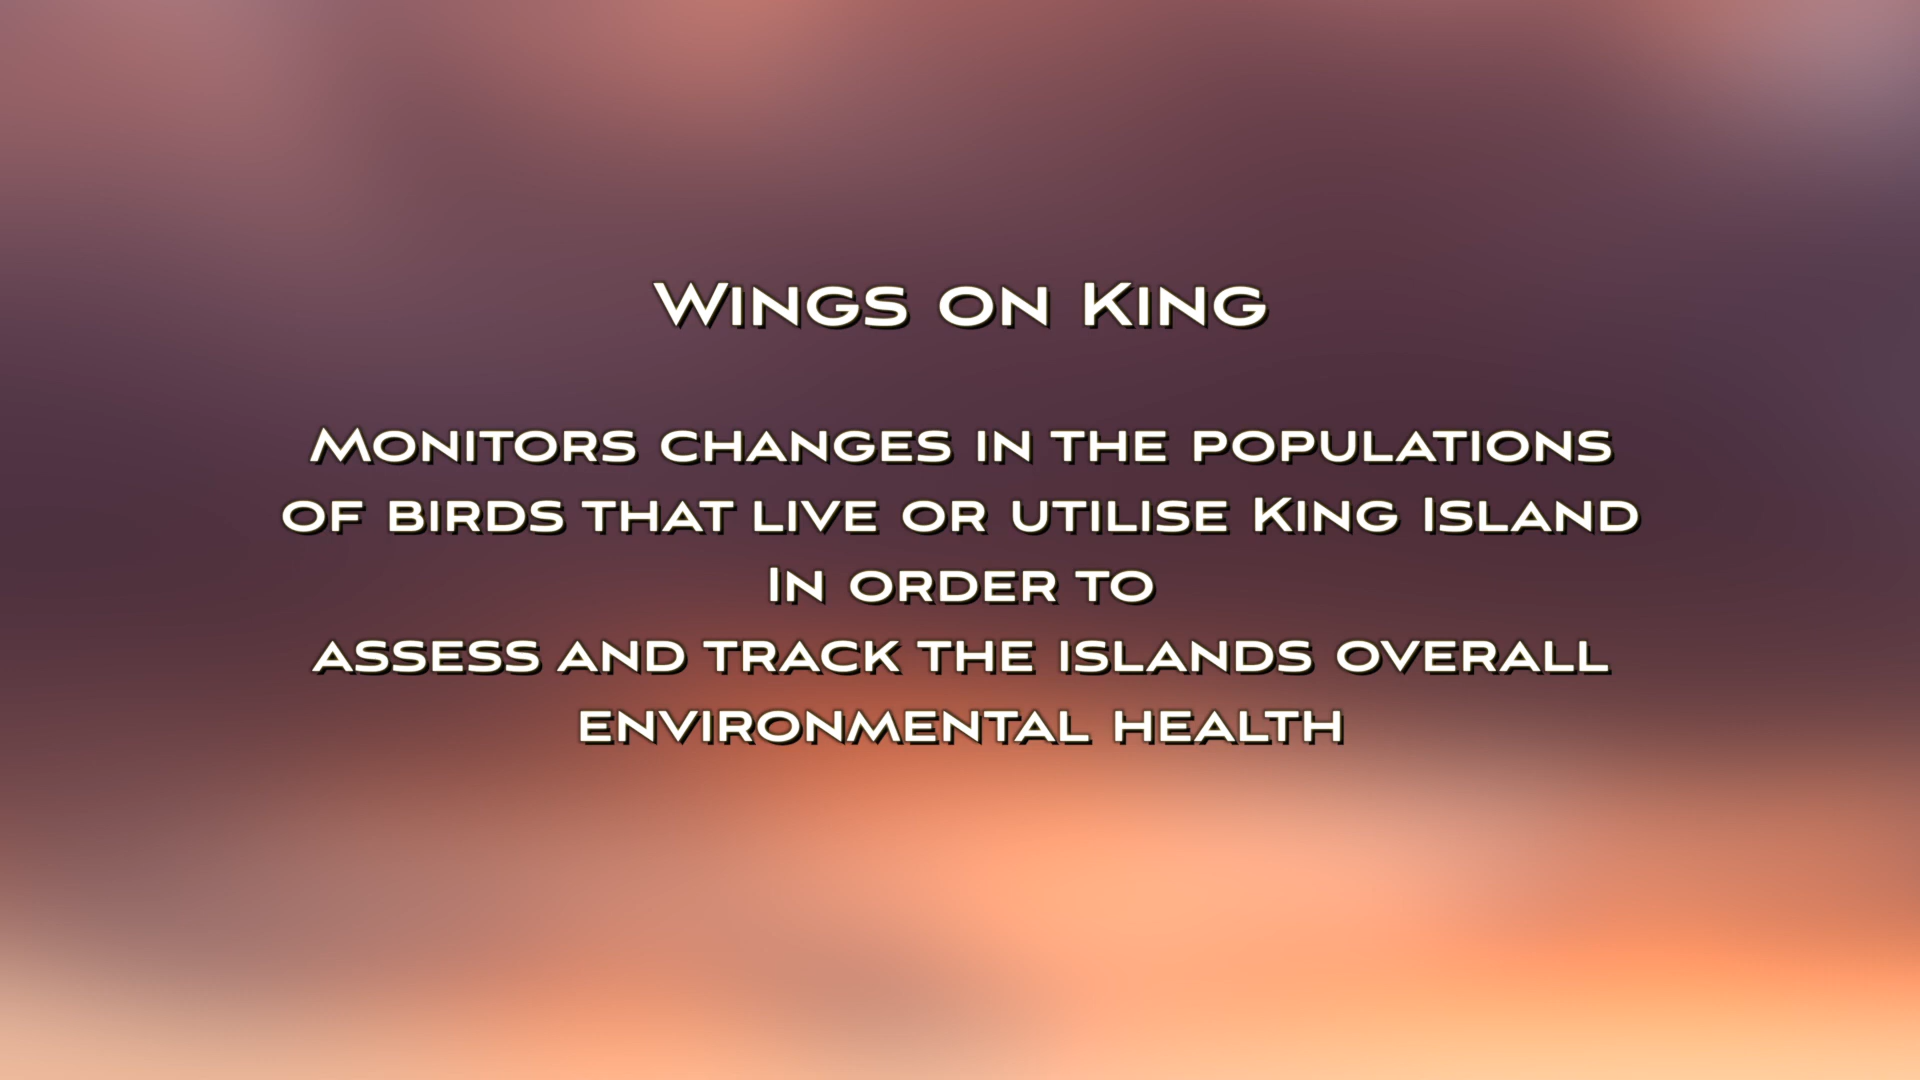 Wings on King
Monitors changes in the populations
of birds that live or utilise King Island
In order to
assess and track the islands overall
environmental health